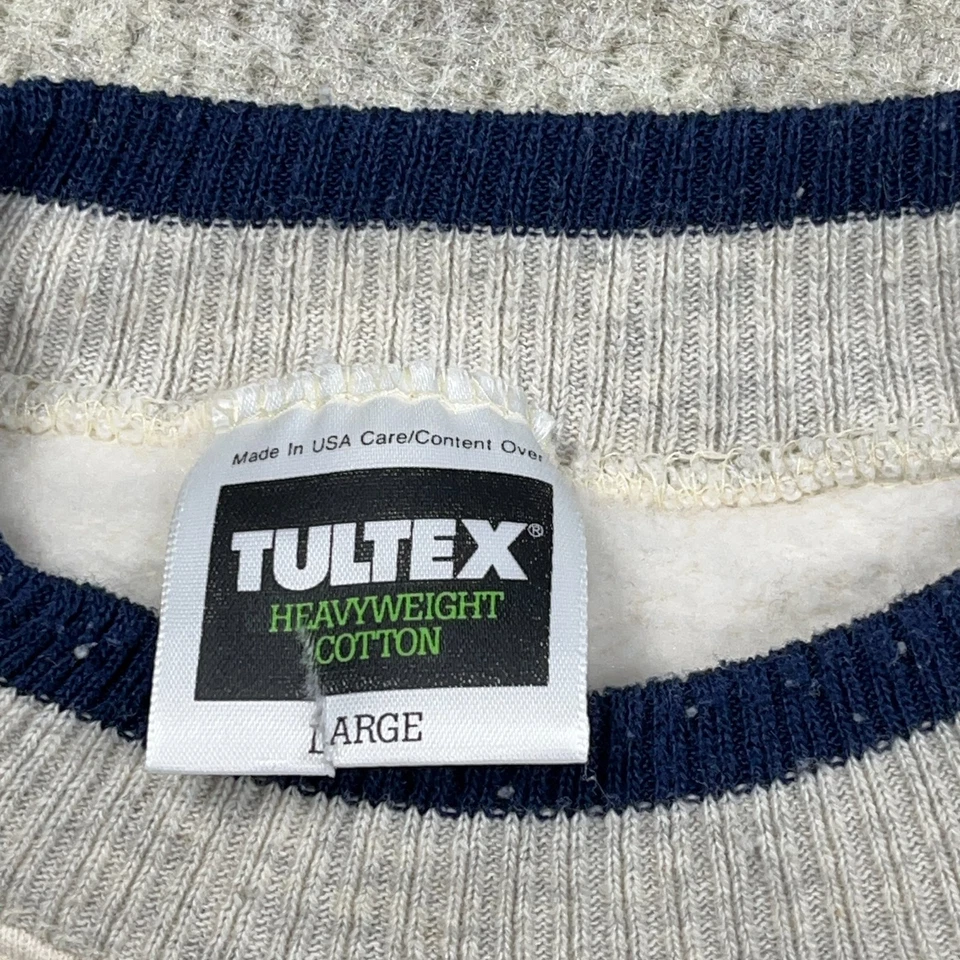 Made In USA Care/Content Over
TULTEX®
HEAVYWEIGHT
COTTON
LARGE